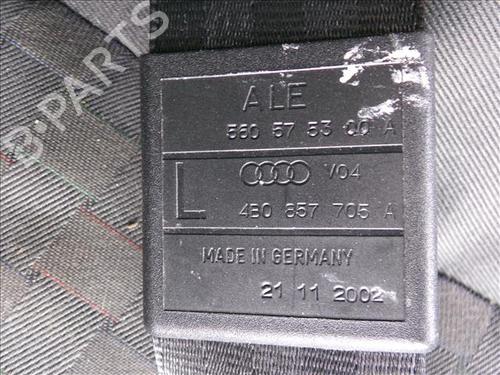 ALE
560 57 53 00 A
L V04
4B0 857 705 A
MADE IN GERMANY
21 11 2002
B-PARTS